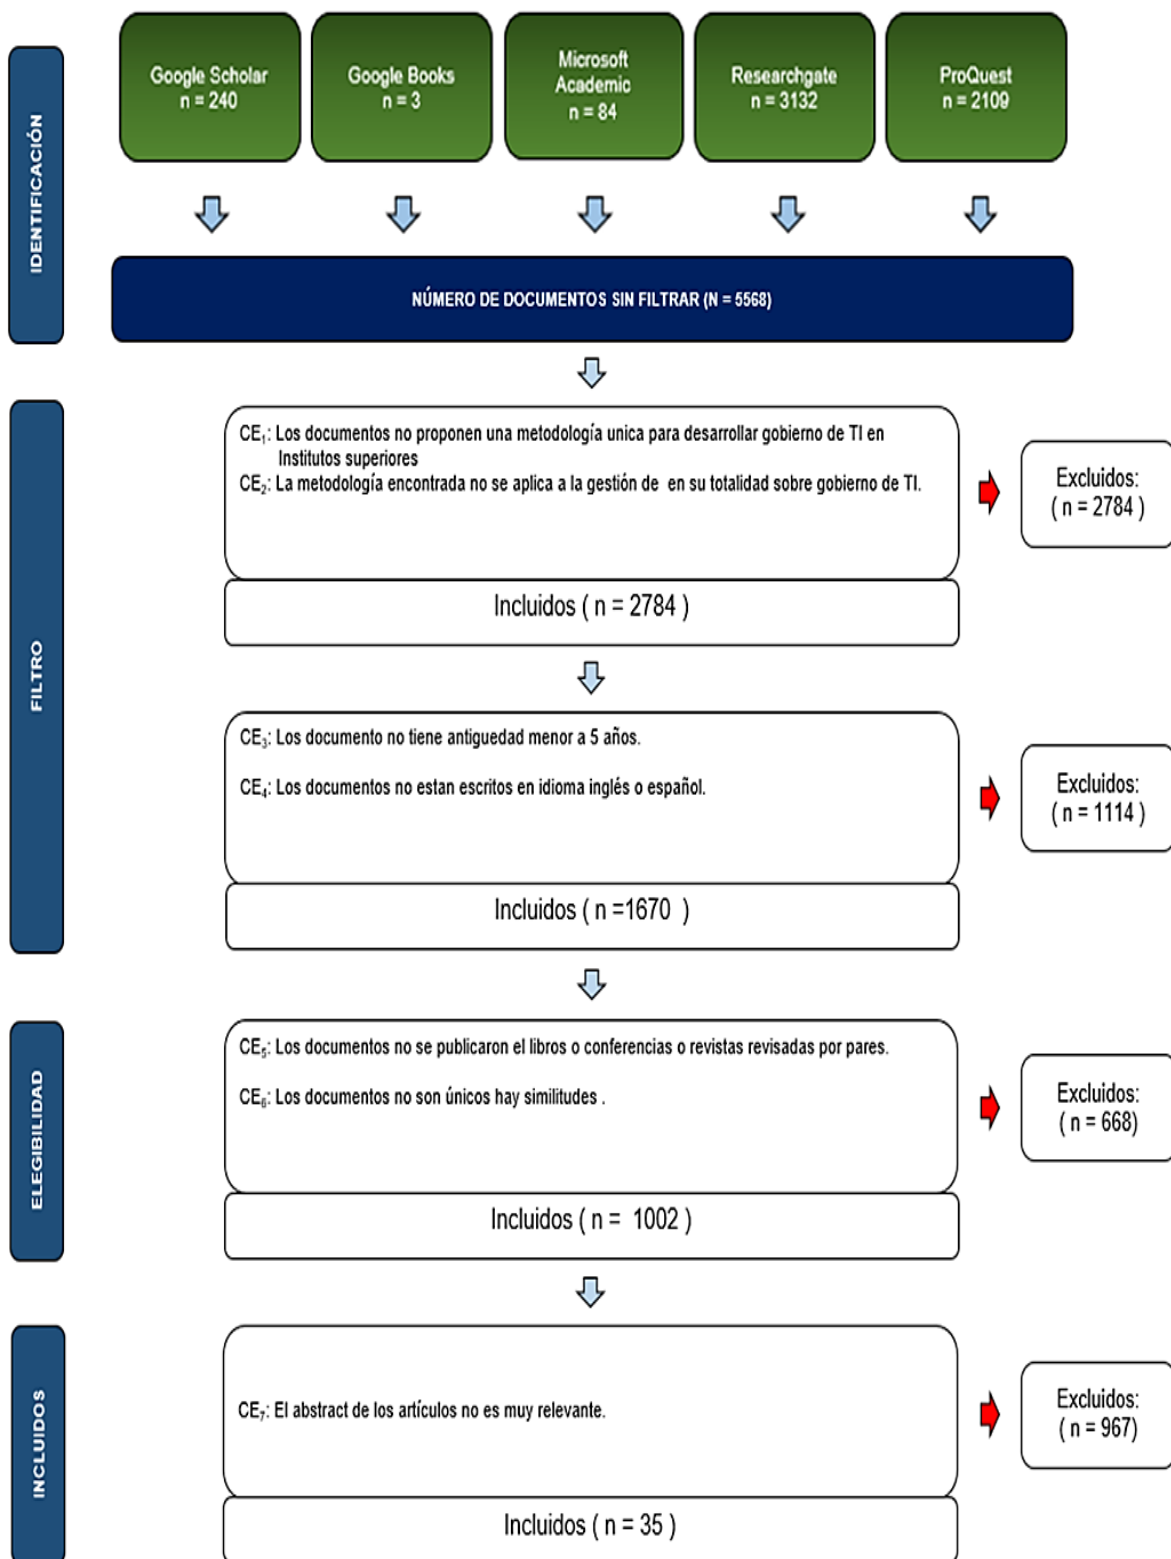 IDENTIFICACIÓN
Google Scholar
n = 240
Google Books
n = 3
Microsoft
Academic
n = 84
Researchgate
n = 3132
ProQuest
n = 2109
NÚMERO DE DOCUMENTOS SIN FILTRAR (N = 5568)
FILTRO
CE₁: Los documentos no proponen una metodología unica para desarrollar gobierno de TI en
Institutos superiores
CE₂: La metodología encontrada no se aplica a la gestión de en su totalidad sobre gobierno de TI.
Excluidos:
( n = 2784 )
Incluidos ( n = 2784 )
CE₃: Los documento no tiene antiguedad menor a 5 años.
CE₄: Los documentos no estan escritos en idioma inglés o español.
Excluidos:
( n = 1114 )
Incluidos ( n =1670 )
ELEGIBILIDAD
CE₅: Los documentos no se publicaron el libros o conferencias o revistas revisadas por pares.
CE₆: Los documentos no son únicos hay similitudes .
Excluidos:
( n = 668)
Incluidos ( n = 1002 )
INCLUIDOS
CE₇: El abstract de los artículos no es muy relevante.
Excluidos:
( n = 967)
Incluidos ( n = 35 )